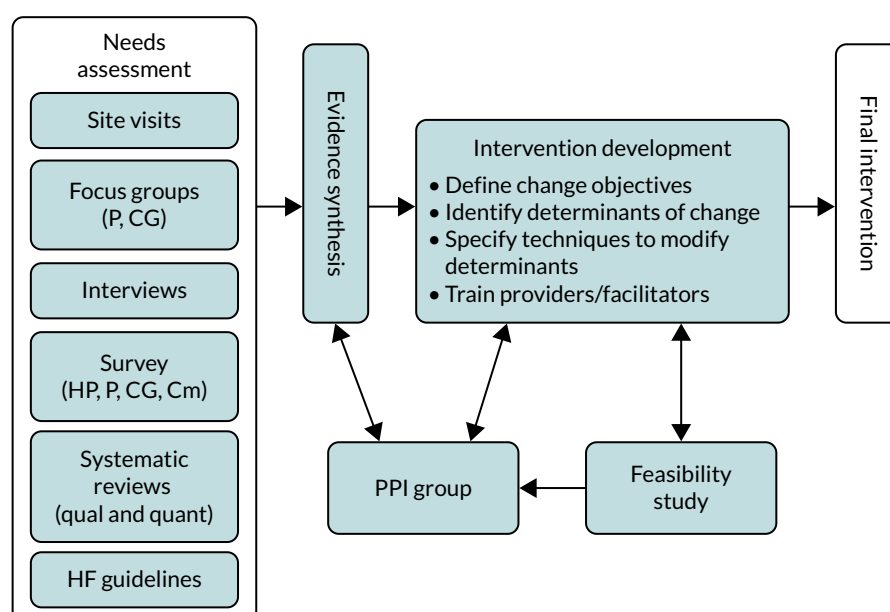 Needs
assessment
Site visits
Focus groups
(P, CG)
Interviews
Survey
(HP, P, CG, Cm)
Systematic
reviews
(qual and quant)
HF guidelines
Evidence synthesis
Intervention development
• Define change objectives
• Identify determinants of change
• Specify techniques to modify
determinants
• Train providers/facilitators
PPI group
Feasibility
study
Final intervention